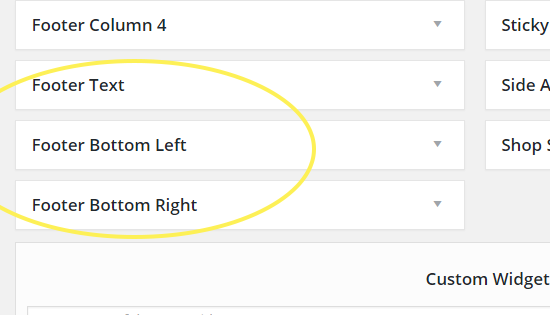 Footer Column 4
Sticky
Footer Text
Side A
Footer Bottom Left
Shop S
Footer Bottom Right
Custom Widget